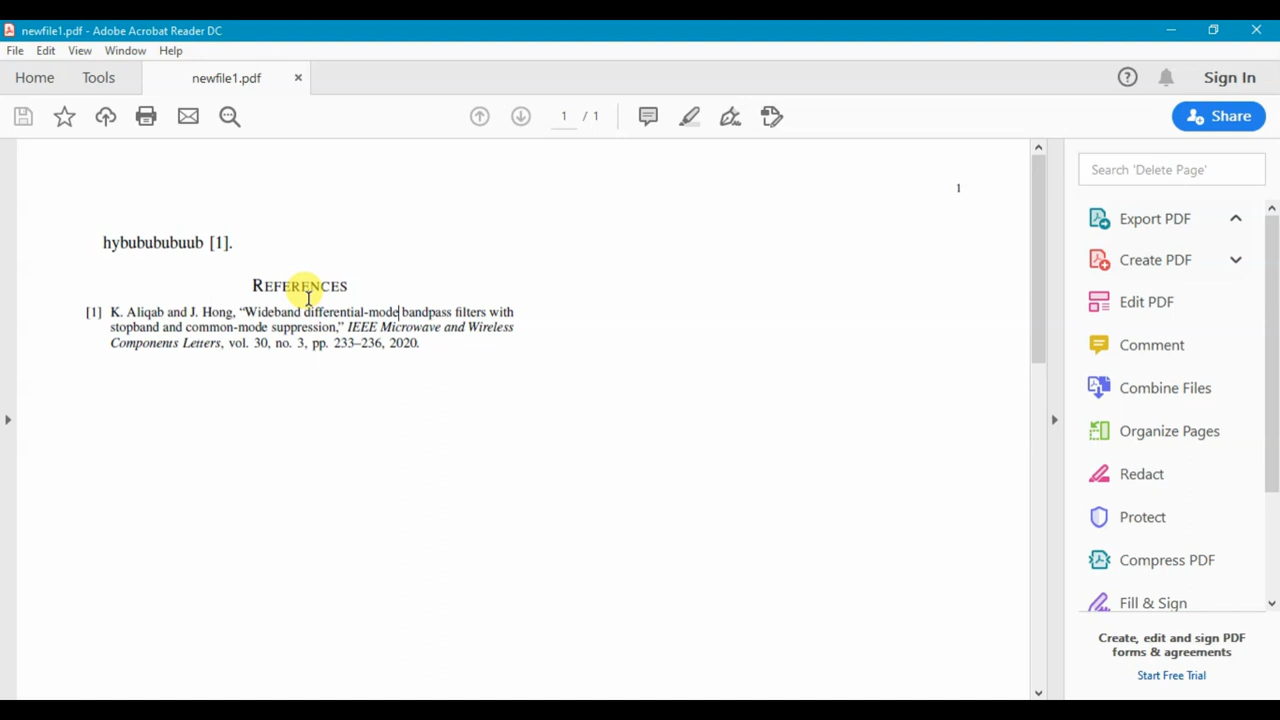 newfile1.pdf - Adobe Acrobat Reader DC
File Edit View Window Help
Home Tools newfile1.pdf × Sign In
1 / 1 Share
Search 'Delete Page'
1
hybubububuub [1].
REFERENCES
[1] K. Aliqab and J. Hong, “Wideband differential-mode bandpass filters with
stopband and common-mode suppression,” IEEE Microwave and Wireless
Components Letters, vol. 30, no. 3, pp. 233–236, 2020.
Export PDF
Create PDF
Edit PDF
Comment
Combine Files
Organize Pages
Redact
Protect
Compress PDF
Fill & Sign
Create, edit and sign PDF
forms & agreements
Start Free Trial